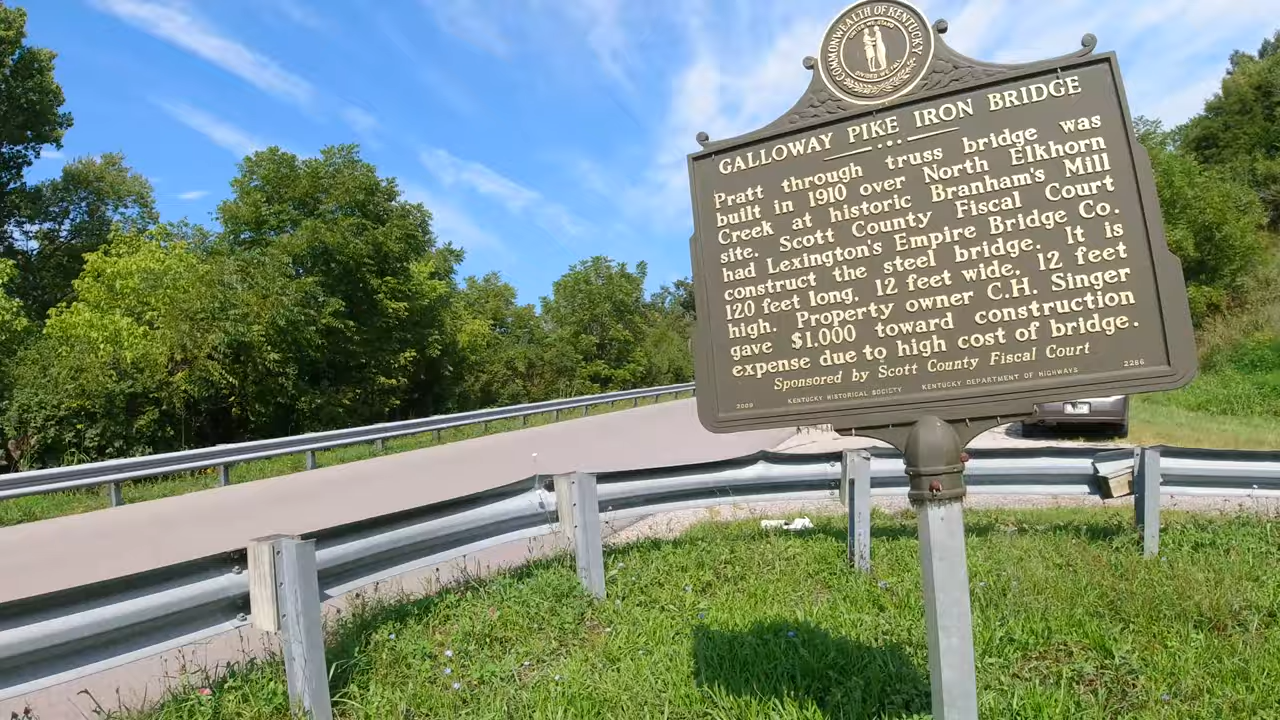 COMMONWEALTH OF KENTUCKY
UNITED WE STAND
DIVIDED WE FALL
GALLOWAY PIKE IRON BRIDGE
Pratt through truss bridge was
built in 1910 over North Elkhorn
Creek at historic Branham's Mill
site. Scott County Fiscal Court
had Lexington's Empire Bridge Co.
construct the steel bridge. It is
120 feet long, 12 feet wide, 12 feet
high. Property owner C.H. Singer
gave $1,000 toward construction
expense due to high cost of bridge.
Sponsored by Scott County Fiscal Court
2009 KENTUCKY HISTORICAL SOCIETY KENTUCKY DEPARTMENT OF HIGHWAYS 2286